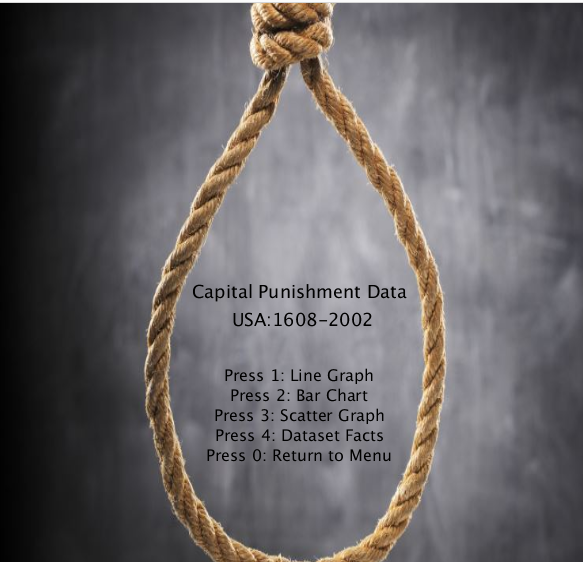 Capital Punishment Data
USA:1608-2002
Press 1: Line Graph
Press 2: Bar Chart
Press 3: Scatter Graph
Press 4: Dataset Facts
Press 0: Return to Menu